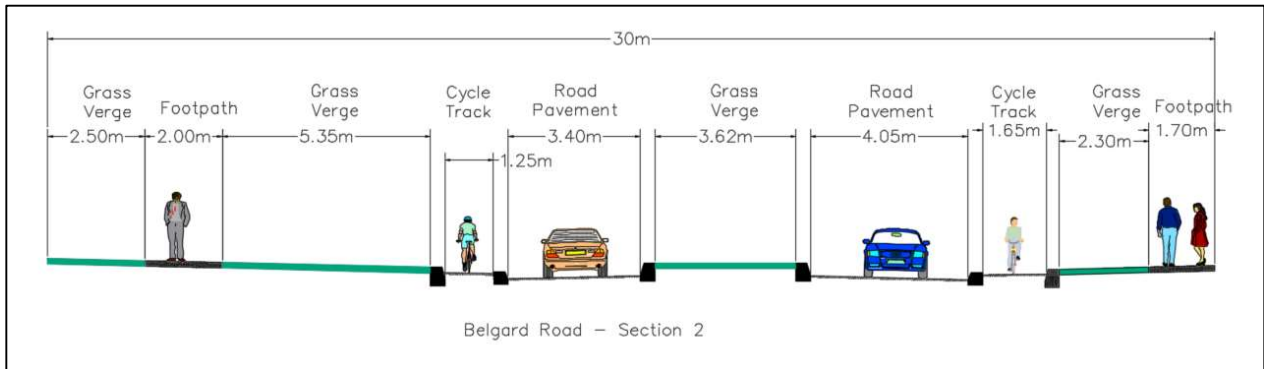 30m
Grass
Verge
2.50m
Footpath
2.00m
Grass
Verge
5.35m
Cycle
Track
1.25m
Road
Pavement
3.40m
Grass
Verge
3.62m
Road
Pavement
4.05m
Cycle
Track
1.65m
Grass
Verge
2.30m
Footpath
1.70m
Belgard Road – Section 2